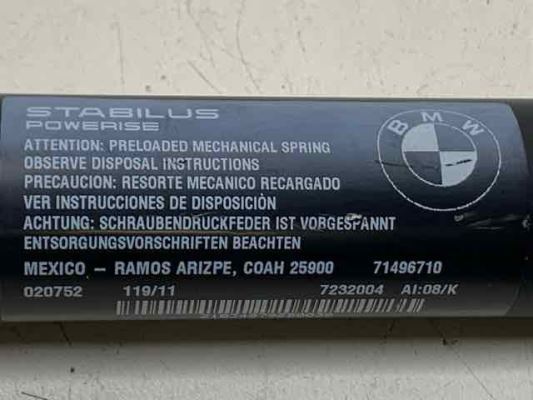 STABILUS
POWERISE
BMW
ATTENTION: PRELOADED MECHANICAL SPRING
OBSERVE DISPOSAL INSTRUCTIONS
PRECAUCION: RESORTE MECANICO RECARGADO
VER INSTRUCCIONES DE DISPOSICIÓN
ACHTUNG: SCHRAUBENDRUCKFEDER IST VORGESPANNT
ENTSORGUNGSVORSCHRIFTEN BEACHTEN
MEXICO – RAMOS ARIZPE, COAH 25900 71496710
020752 119/11 7232004 AI:08/K